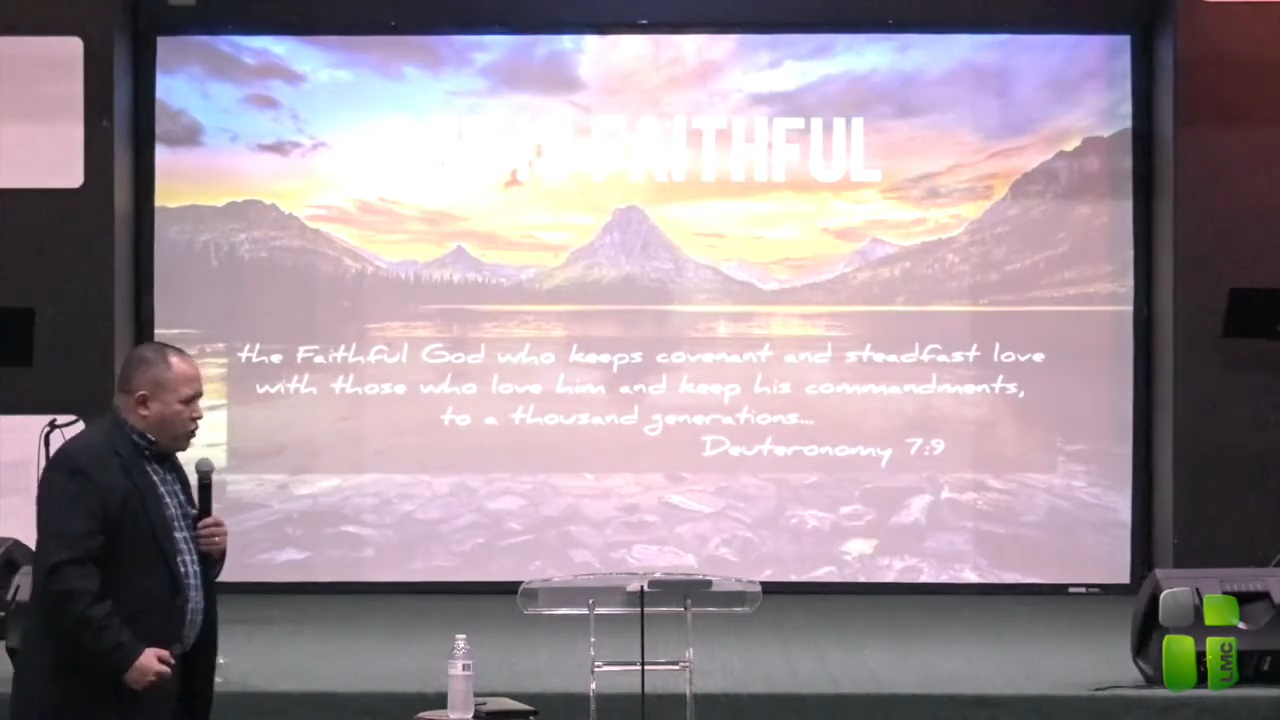 FAITHFUL
the Faithful God who keeps covenant and steadfast love
with those who love him and keep his commandments,
to a thousand generations...
Deuteronomy 7:9
LMC